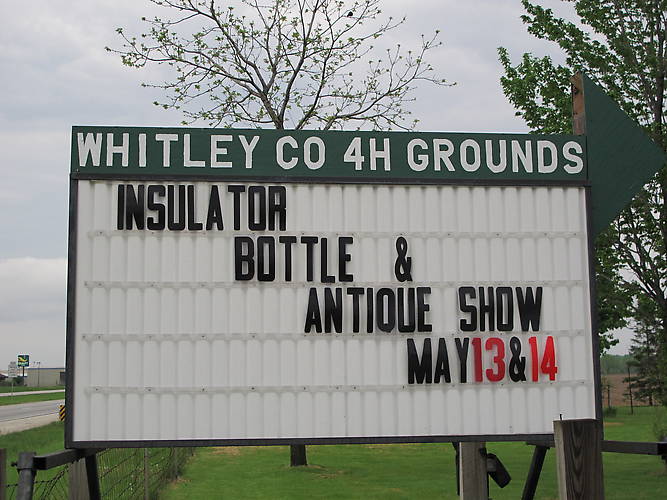 WHITLEY CO 4H GROUNDS
INSULATOR
BOTTLE &
ANTIQUE SHOW
MAY 13 & 14